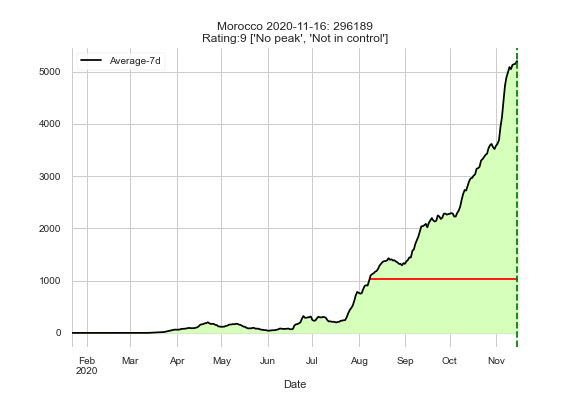 Morocco 2020-11-16: 296189
Rating:9 ['No peak', 'Not in control']
Average-7d
5000
4000
3000
2000
1000
0
Feb Mar Apr May Jun Jul Aug Sep Oct Nov
2020
Date